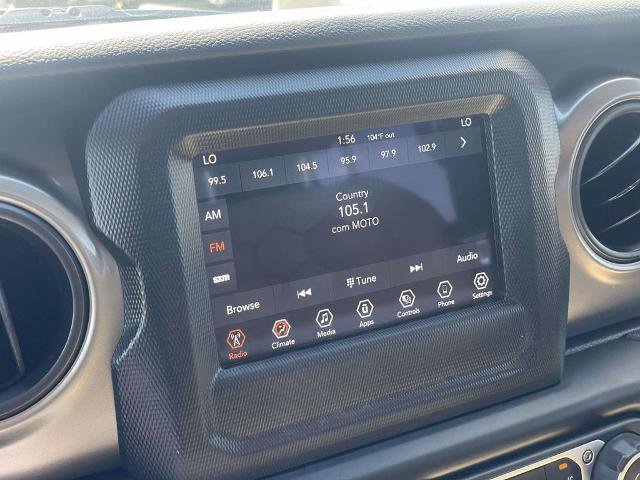 LO 1:56 104°F out LO
99.5 106.1 104.5 95.9 97.9 102.9
AM
FM
sxm
Country
105.1
com MOTO
Browse Tune Audio
Radio Climate Media Apps Controls Phone Settings